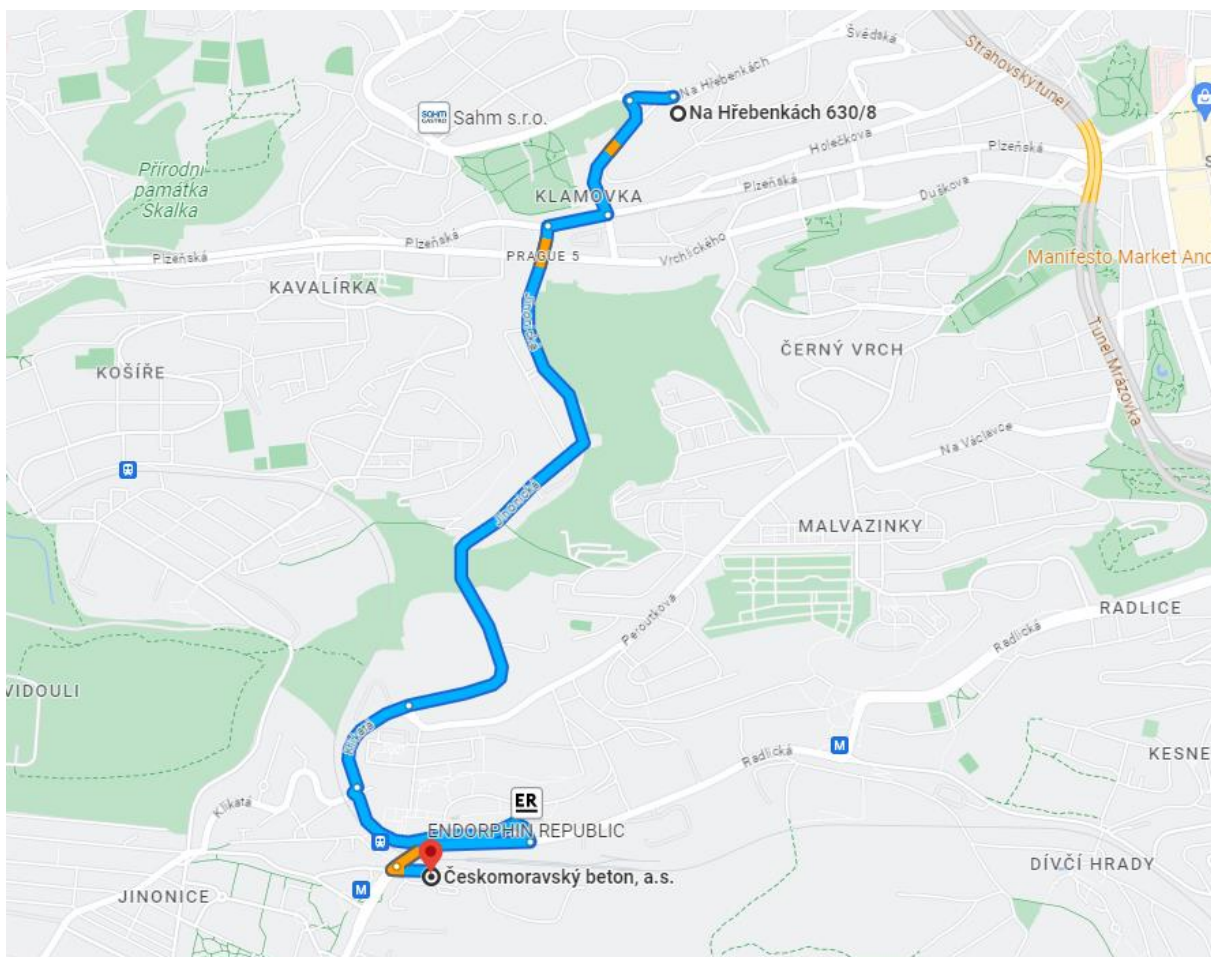 Švédská
Strahovský tunel
Na Hřebenkách
Na Hřebenkách 630/8
SAHM
GASTRO
Sahm s.r.o.
Holečkova
Plzeňská
S
Přírodní
památka
Skalka
KLAMOVKA
Plzeňská
Duškova
Plzeňská
Plzeňská
PRAGUE 5
Vrchlického
Manifesto Market And
KAVALÍRKA
Jinonická
ČERNÝ VRCH
Tunel Mrázovka
KOŠÍŘE
Na Václavce
Jinonická
MALVAZINKY
Peroutkova
RADLICE
Radlická
VIDOULI
Klikatá
M
Radlická
KESNE
Klikatá
ER
ENDORPHIN REPUBLIC
DÍVČÍ HRADY
Českomoravský beton, a.s.
M
JINONICE